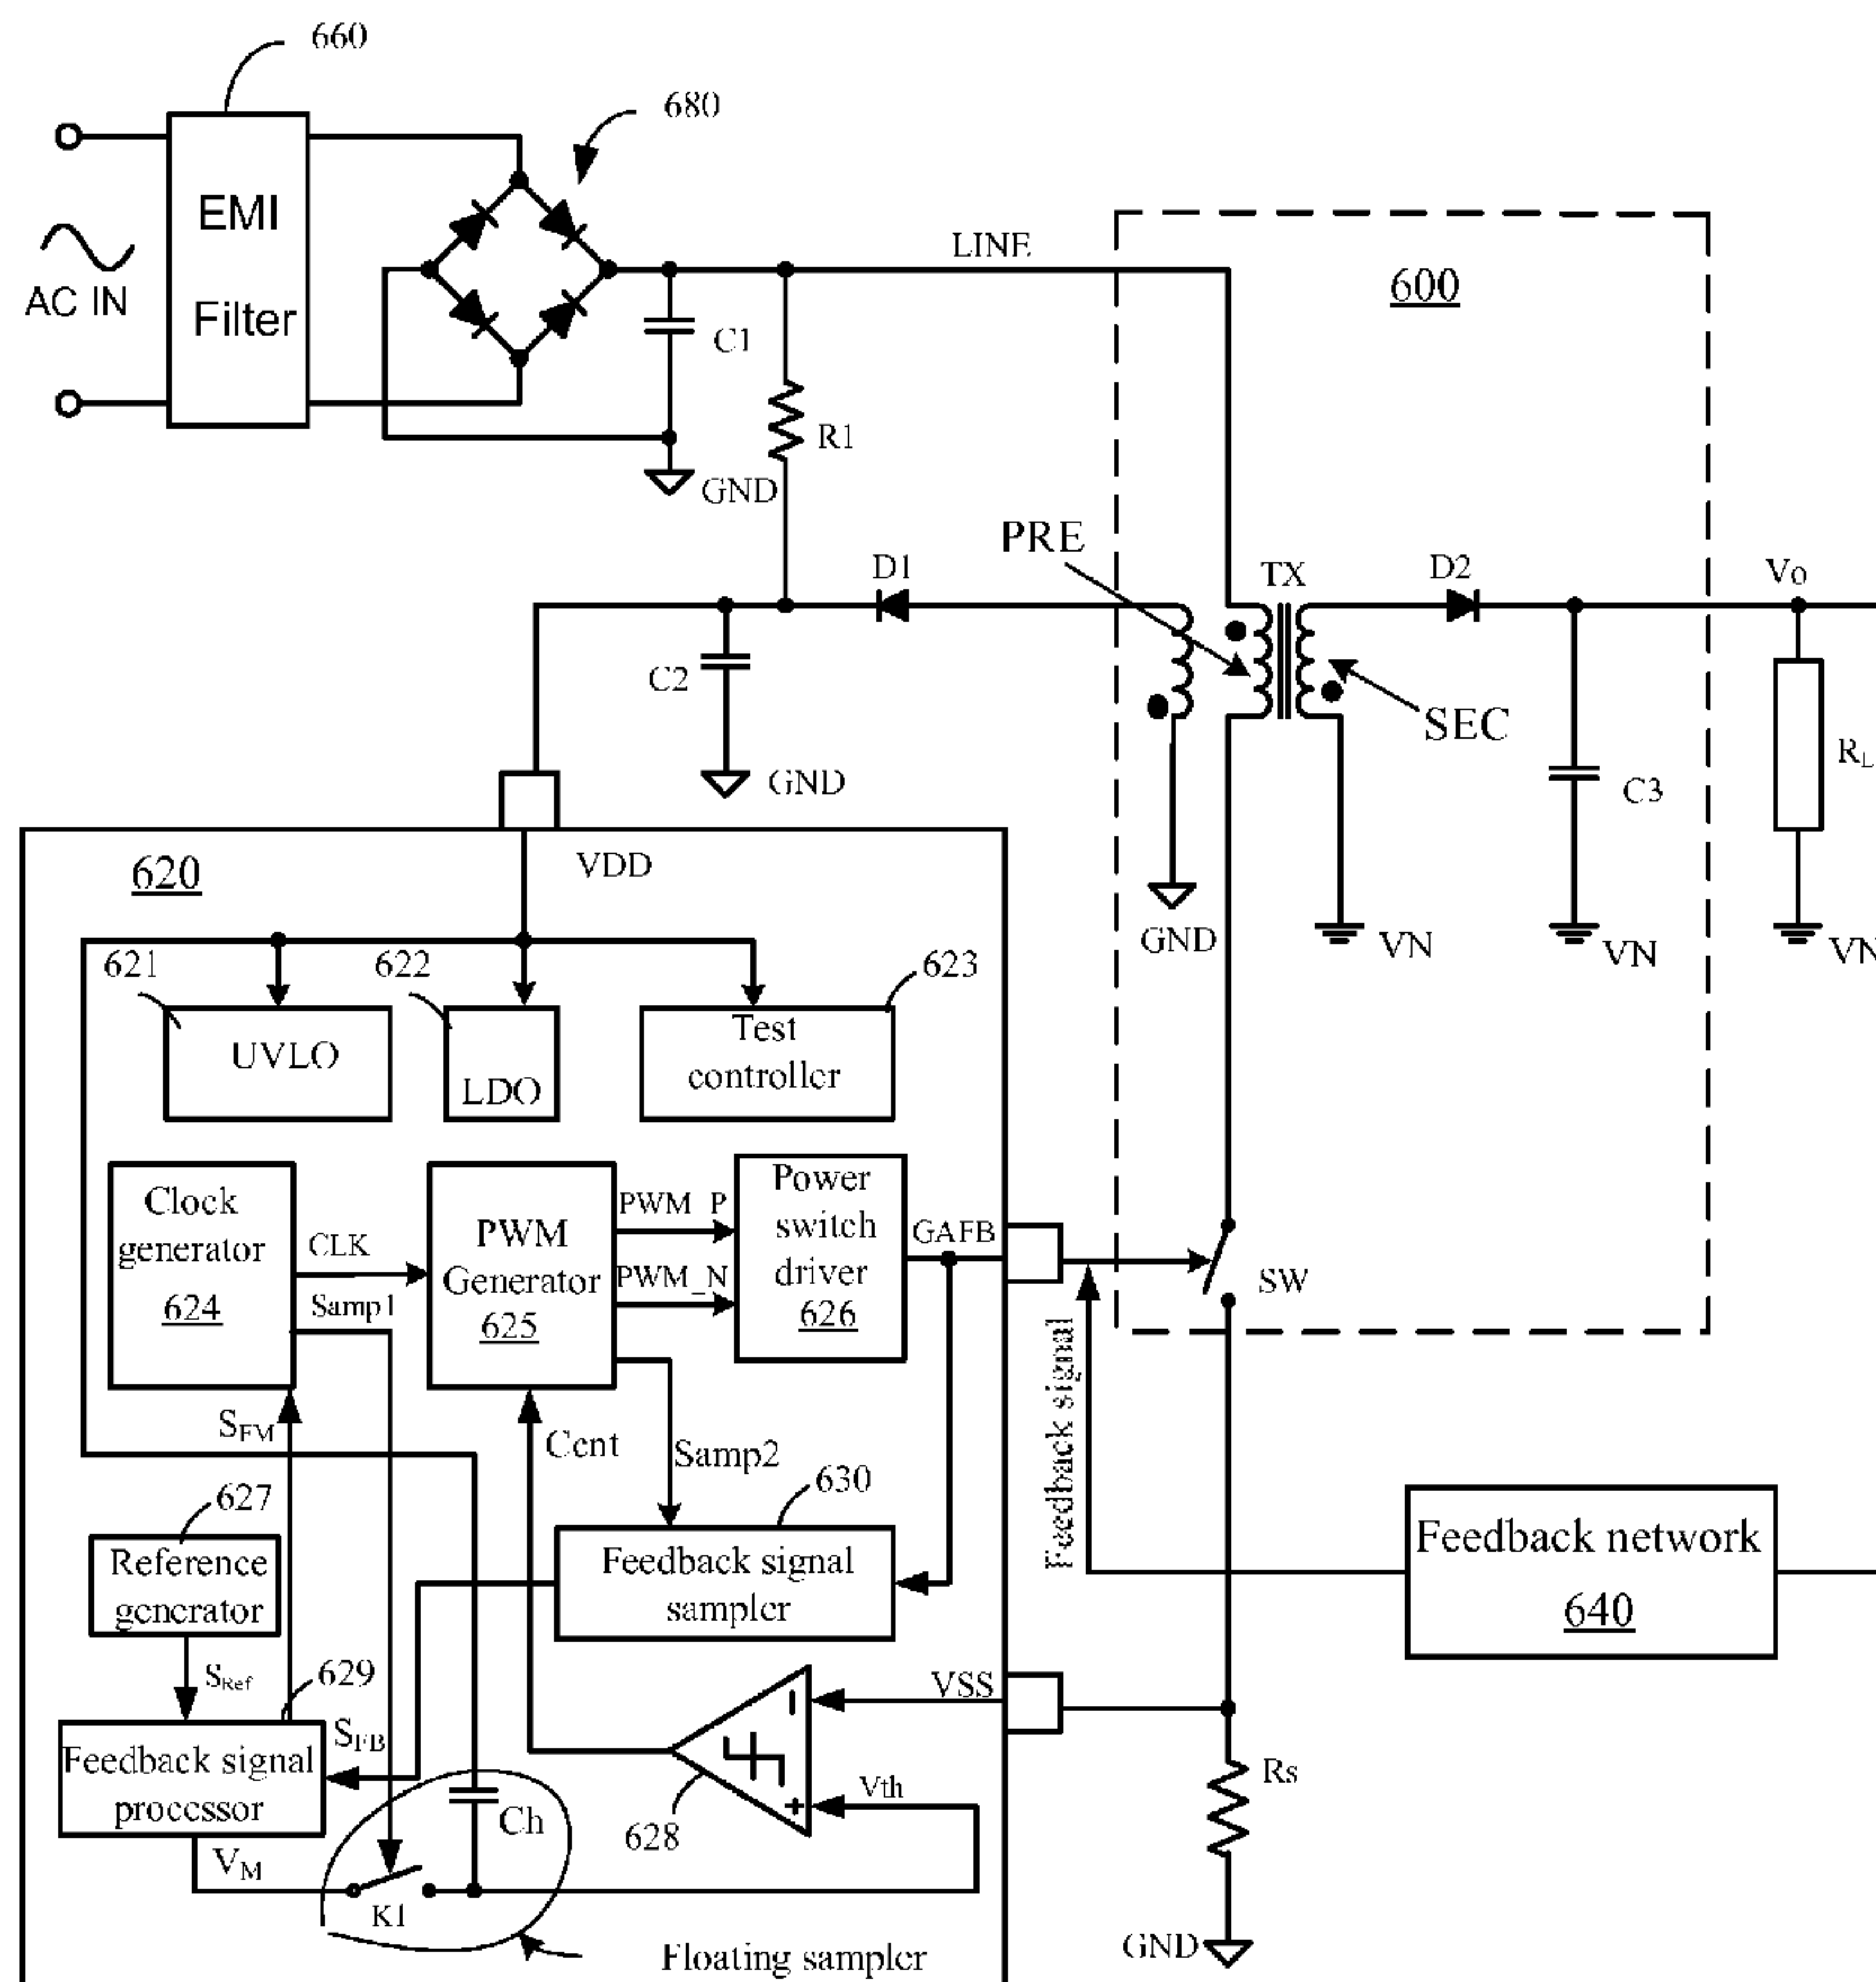 660
680
EMI
Filter
AC IN
LINE
600
C1
R1
GND
PRE
D1
TX
D2
Vo
C2
SEC
RL
C3
GND
VDD
620
GND
VN
VN
VN
621
622
623
UVLO
LDO
Test
controller
Clock
generator
624
CLK
Samp1
PWM
Generator
625
PWM_P
PWM_N
Power
switch
driver
626
GAFB
SW
Feedback signal
SFM
Ccnt
Samp2
630
627
Reference
generator
Feedback signal
sampler
Feedback network
640
SRef
629
SFB
VSS
Feedback signal
processor
Vth
Rs
Ch
628
VM
K1
GND
Floating sampler